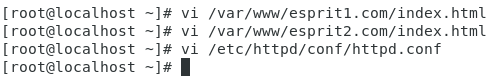 [root@localhost ~]# vi /var/www/esprit1.com/index.html
[root@localhost ~]# vi /var/www/esprit2.com/index.html
[root@localhost ~]# vi /etc/httpd/conf/httpd.conf
[root@localhost ~]#